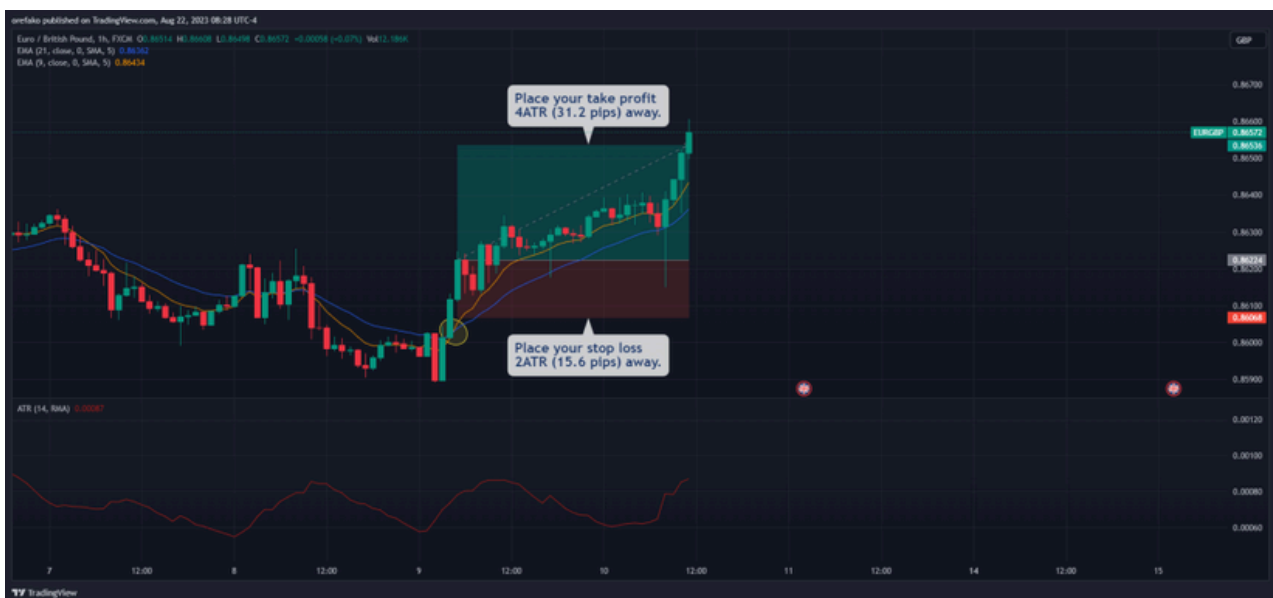 orefako published on TradingView.com, Aug 22, 2023 08:28 UTC-4
Euro / British Pound, 1h, FXCM O0.86514 H0.86608 L0.86498 C0.86572 +0.00058 (+0.07%) Vol12.186K
EMA (21, close, 0, SMA, 5) 0.86362
EMA (9, close, 0, SMA, 5) 0.86434
GBP
Place your take profit
4ATR (31.2 pips) away.
0.86700
0.86600
EURGBP 0.86572
0.86536
0.86500
0.86400
0.86300
0.86224
0.86200
0.86100
0.86068
0.86000
0.85900
Place your stop loss
2ATR (15.6 pips) away.
ATR (14, RMA) 0.00087
0.00120
0.00100
0.00080
0.00060
7 12:00 8 12:00 9 12:00 10 12:00 11 12:00 14 12:00 15
TradingView